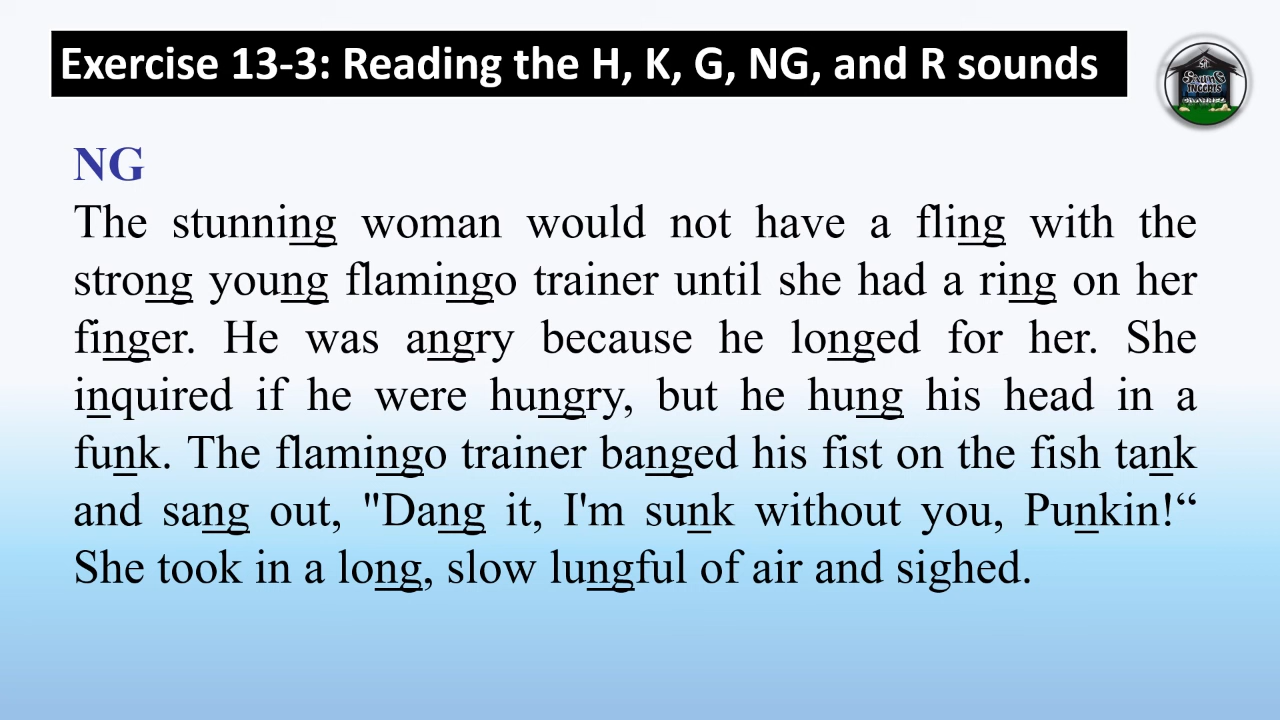 Exercise 13-3: Reading the H, K, G, NG, and R sounds
NG
The stunning woman would not have a fling with the
strong young flamingo trainer until she had a ring on her
finger. He was angry because he longed for her. She
inquired if he were hungry, but he hung his head in a
funk. The flamingo trainer banged his fist on the fish tank
and sang out, "Dang it, I'm sunk without you, Punkin!“
She took in a long, slow lungful of air and sighed.